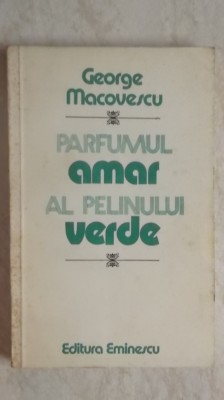 George
Macovescu
PARFUMUL
amar
AL PELINULUI
verde
Editura Eminescu